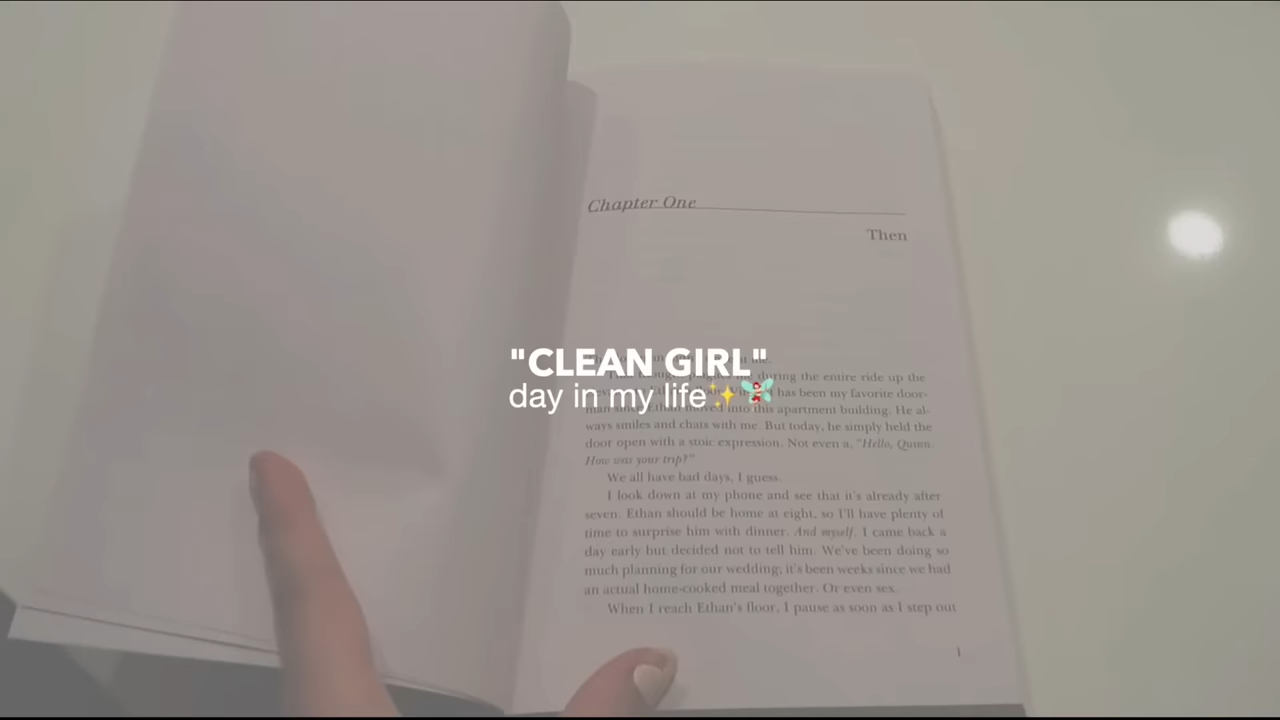 Chapter One
Then
"CLEAN GIRL"
day in my life✨🧚
during the entire ride up the
has been my favorite door-
man since Ethan moved into this apartment building. He al-
ways smiles and chats with me. But today, he simply held the
door open with a stoic expression. Not even a, "Hello, Quinn.
How was your trip?"
We all have bad days, I guess.
I look down at my phone and see that it's already after
seven. Ethan should be home at eight, so I'll have plenty of
time to surprise him with dinner. And myself. I came back a
day early but decided not to tell him. We've been doing so
much planning for our wedding; it's been weeks since we had
an actual home-cooked meal together. Or even sex.
When I reach Ethan's floor, I pause as soon as I step out
1